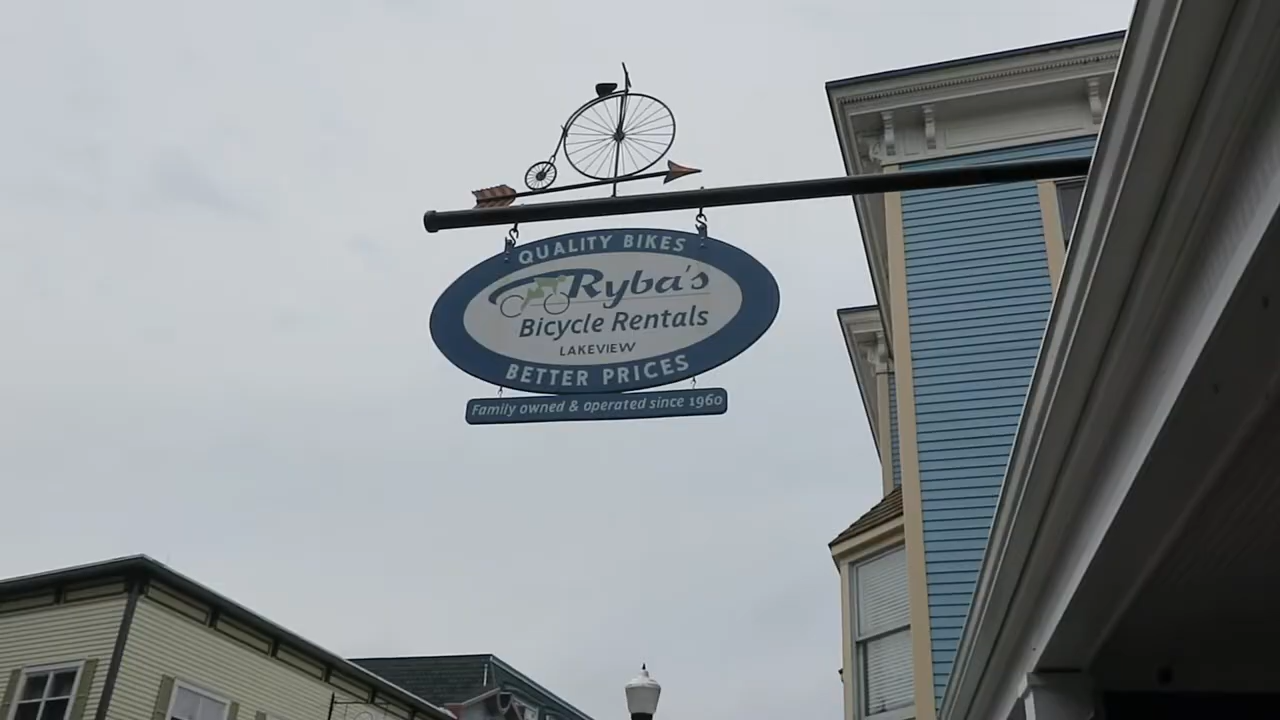 QUALITY BIKES
Ryba's
Bicycle Rentals
LAKEVIEW
BETTER PRICES
Family owned & operated since 1960